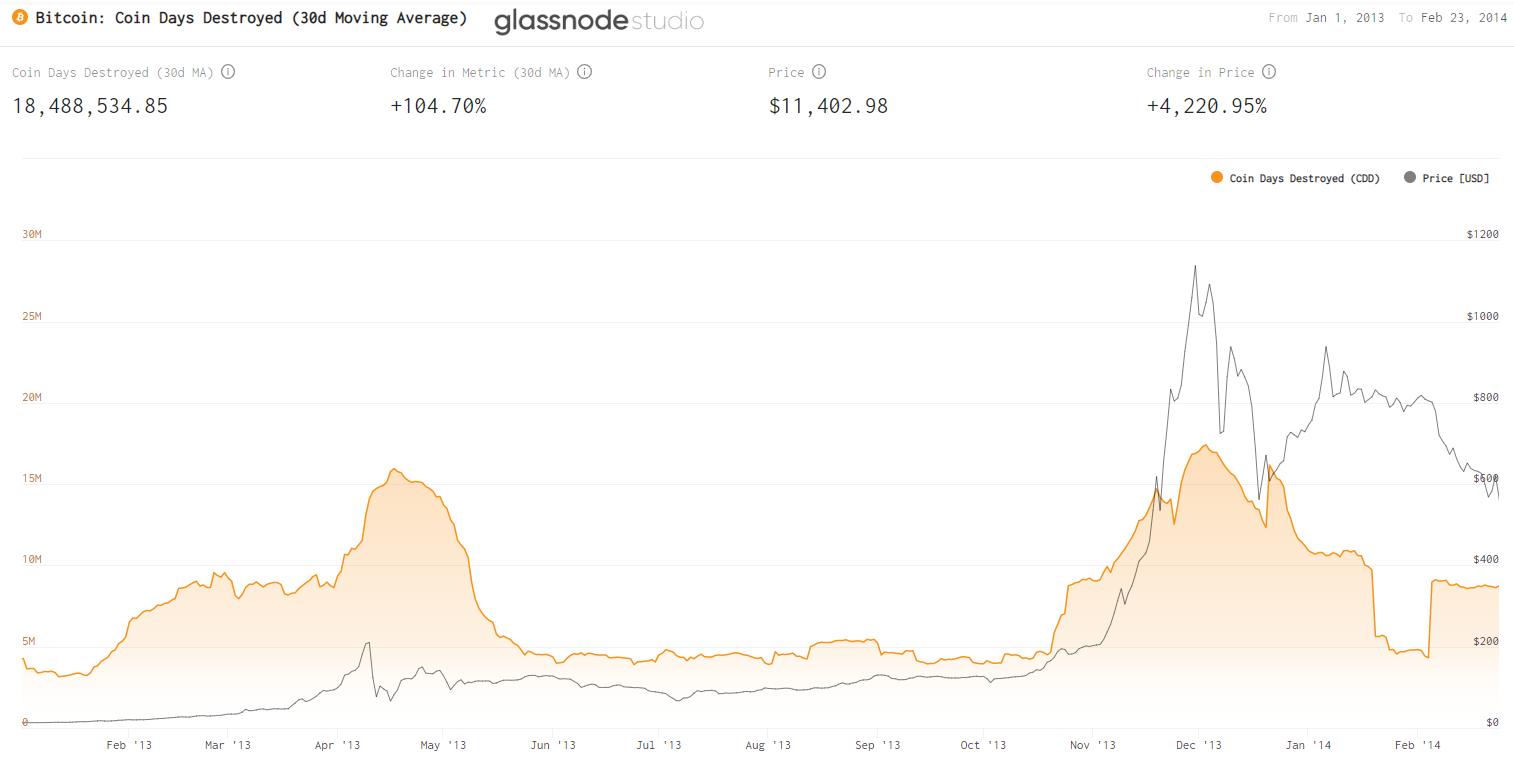 Bitcoin: Coin Days Destroyed (30d Moving Average) glassnode studio From Jan 1, 2013 To Feb 23, 2014
Coin Days Destroyed (30d MA) Change in Metric (30d MA) Price Change in Price
18,488,534.85 +104.70% $11,402.98 +4,220.95%
Coin Days Destroyed (CDD) Price [USD]
30M $1200
25M $1000
20M $800
15M $600
10M $400
5M $200
0 $0
Feb '13 Mar '13 Apr '13 May '13 Jun '13 Jul '13 Aug '13 Sep '13 Oct '13 Nov '13 Dec '13 Jan '14 Feb '14